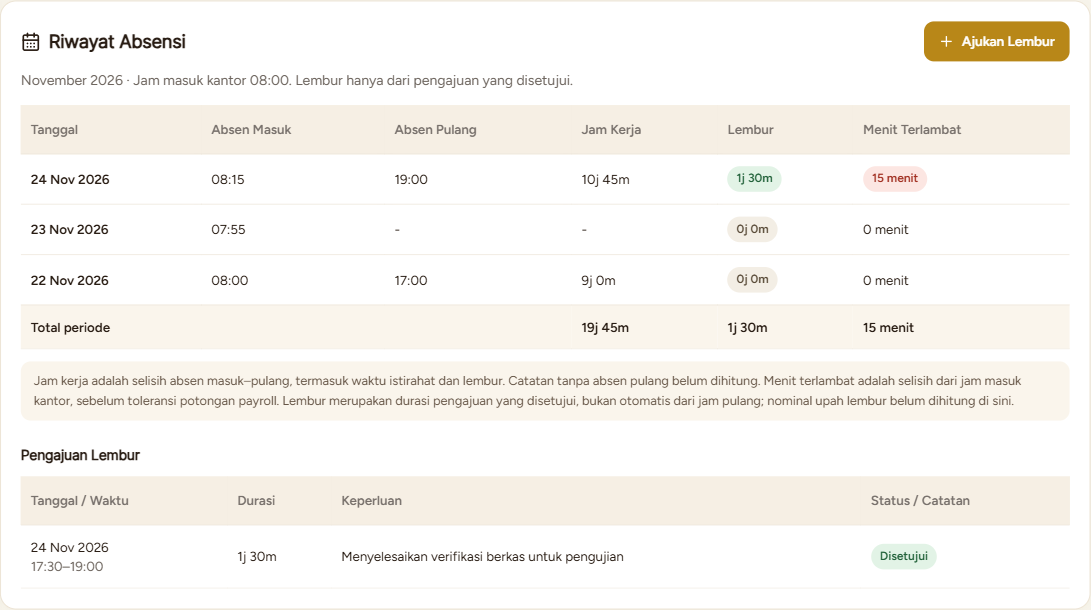 Riwayat Absensi
+ Ajukan Lembur
November 2026 · Jam masuk kantor 08:00. Lembur hanya dari pengajuan yang disetujui.
Tanggal Absen Masuk Absen Pulang Jam Kerja Lembur Menit Terlambat
24 Nov 2026 08:15 19:00 10j 45m 1j 30m 15 menit
23 Nov 2026 07:55 - - 0j 0m 0 menit
22 Nov 2026 08:00 17:00 9j 0m 0j 0m 0 menit
Total periode 19j 45m 1j 30m 15 menit
Jam kerja adalah selisih absen masuk–pulang, termasuk waktu istirahat dan lembur. Catatan tanpa absen pulang belum dihitung. Menit terlambat adalah selisih dari jam masuk
kantor, sebelum toleransi potongan payroll. Lembur merupakan durasi pengajuan yang disetujui, bukan otomatis dari jam pulang; nominal upah lembur belum dihitung di sini.
Pengajuan Lembur
Tanggal / Waktu Durasi Keperluan Status / Catatan
24 Nov 2026
17:30–19:00
1j 30m Menyelesaikan verifikasi berkas untuk pengujian Disetujui